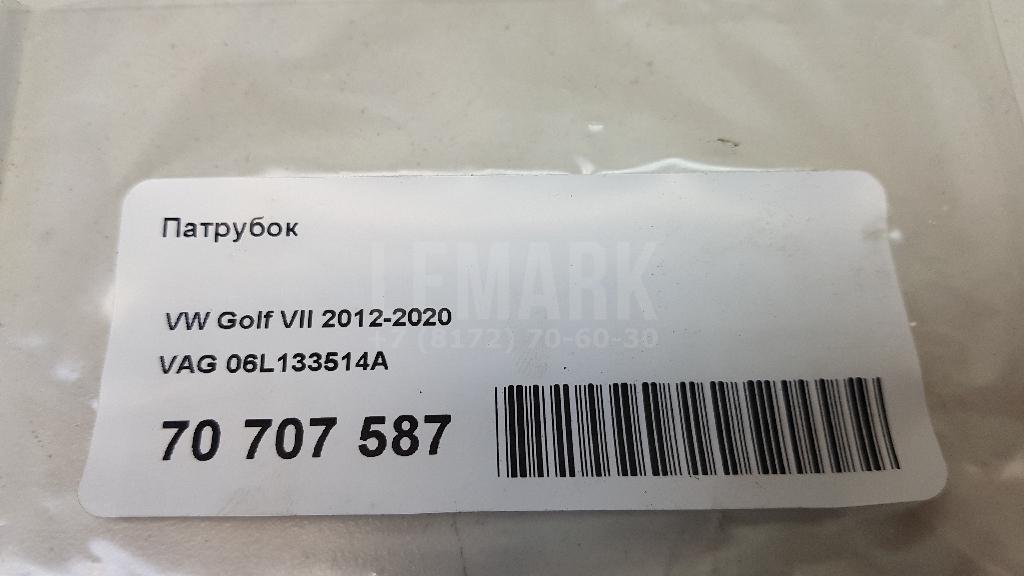 Патрубок
LEMARK
VW Golf VII 2012-2020
+7 (8172) 70-60-30
VAG 06L133514A
70 707 587